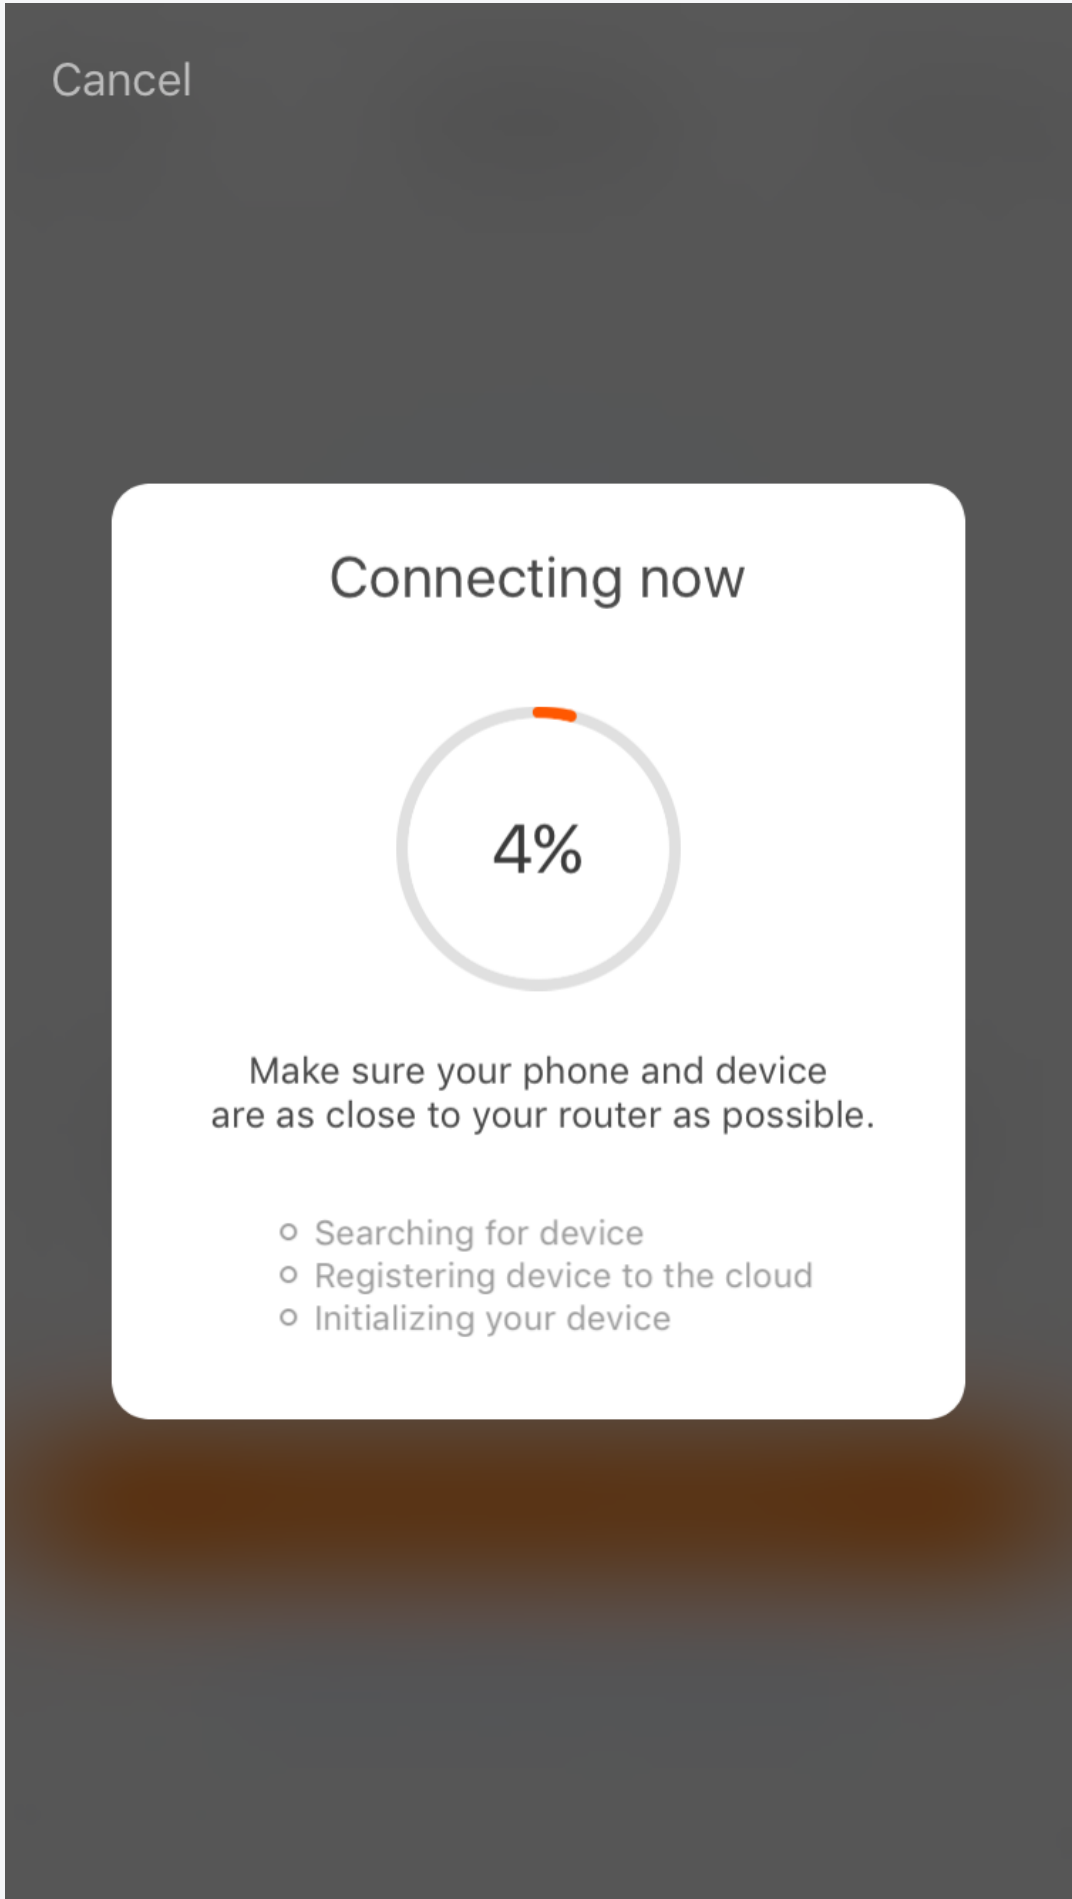 Cancel
Connecting now
4%
Make sure your phone and device
are as close to your router as possible.
Searching for device
Registering device to the cloud
Initializing your device